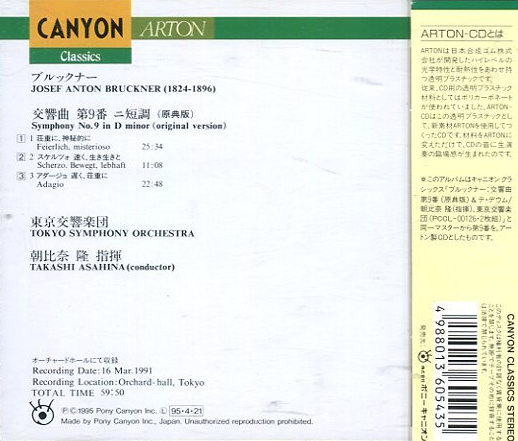 CANYON
Classics
ARTON
ブルックナー
JOSEF ANTON BRUCKNER (1824-1896)
交響曲 第9番 ニ短調 (原典版)
Symphony No.9 in D minor (original version)
1 1 荘重に、神秘的に
Feierlich, misterioso 25:34
2 2 スケルツォ 速く、生き生きと
Scherzo. Bewegt, lebhaft 11:08
3 3 アダージョ 遅く、荘重に
Adagio 22:48
東京交響楽団
TOKYO SYMPHONY ORCHESTRA
朝比奈 隆 指揮
TAKASHI ASAHINA (conductor)
オーチャードホールにて収録
Recording Date: 16 Mar. 1991
Recording Location: Orchard-hall, Tokyo
TOTAL TIME 59:50
Ⓟ©1995 Pony Canyon Inc. Ⓛ 95・4・21
Made by Pony Canyon Inc., Japan. Unauthorized reproduction prohibited.
ARTON-CDとは
ARTONは日本合成ゴム株式
会社が開発したハイレベルの
光学特性と耐熱性をあわせ持
つ透明プラスチックです。
従来、CD用の透明プラスチック
材料としてはポリカーボネート
が使われていました。ARTON-
CDはこの透明プラスチックとし
て、新素材ARTONを使用してつ
くったCDです。材料をARTONに
変えただけで、CDの音に生演
奏の臨場感が生まれたのです。
※このアルバムはキャニオン・クラ
シックス「ブルックナー:交響曲
第9番(原典版)&テ・デウム/
朝比奈 隆(指揮)、東京交響楽
団(PCCL-00126・2枚組)」と
同一マスターから第9番を、アー
トン製CDとしたものです。
CANYON CLASSICS STEREO
発売元
ポニーキャニオン
4 988013 605435